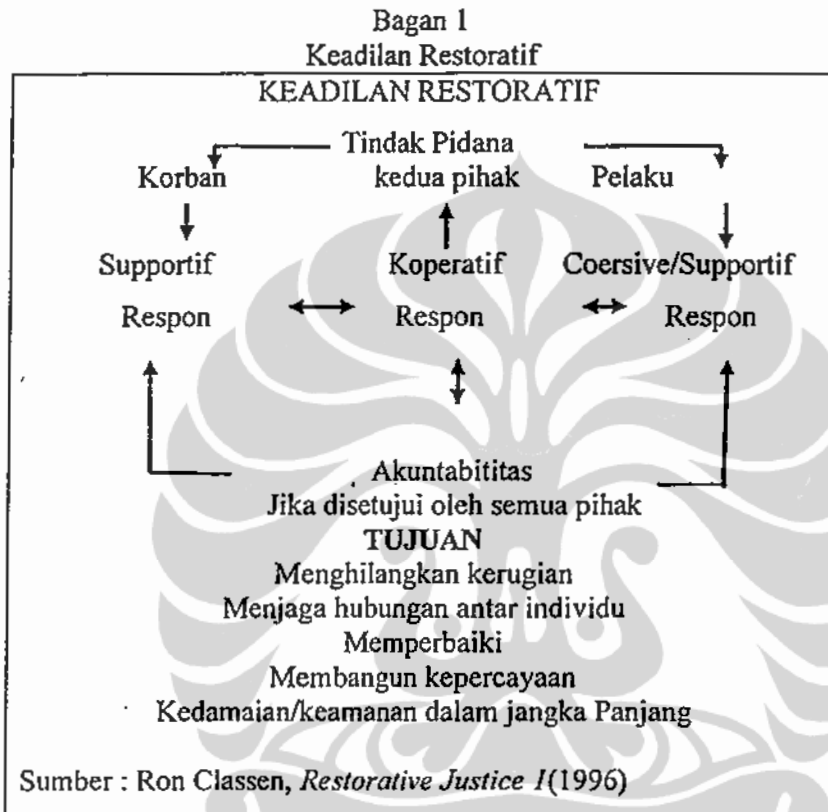 Bagan 1
Keadilan Restoratif
KEADILAN RESTORATIF
Tindak Pidana
Korban kedua pihak Pelaku
Supportif Koperatif Coersive/Supportif
Respon Respon Respon
Akuntabititas
Jika disetujui oleh semua pihak
TUJUAN
Menghilangkan kerugian
Menjaga hubungan antar individu
Memperbaiki
Membangun kepercayaan
Kedamaian/keamanan dalam jangka Panjang
Sumber : Ron Classen, Restorative Justice 1(1996)